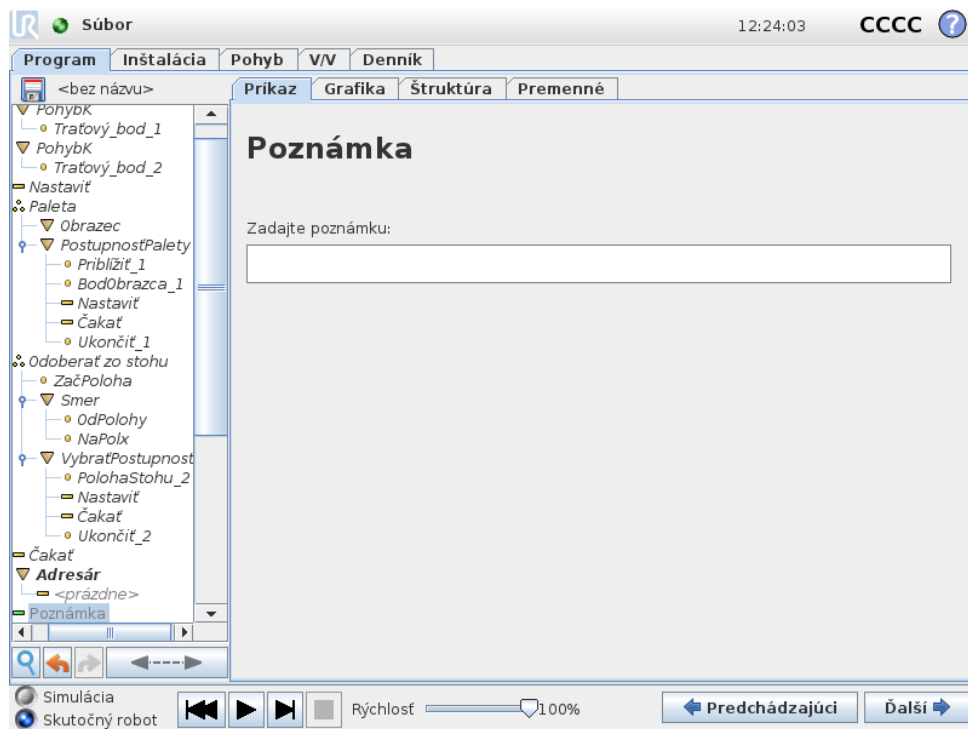 UR Súbor 12:24:03 CCCC ?
Program Inštalácia Pohyb V/V Denník
<bez názvu> Príkaz Grafika Štruktúra Premenné
PohybK
Traťový_bod_1
PohybK
Traťový_bod_2
Nastaviť
Paleta
Obrazec
PostupnosťPalety
Priblížiť_1
BodObrazca_1
Nastaviť
Čakať
Ukončiť_1
Odoberať zo stohu
ZačPoloha
Smer
OdPolohy
NaPolx
VybraťPostupnosť
PolohaStohu_2
Nastaviť
Čakať
Ukončiť_2
Čakať
Adresár
<prázdne>
Poznámka
Poznámka
Zadajte poznámku:
Simulácia
Skutočný robot
Rýchlosť 100%
Predchádzajúci Ďalší